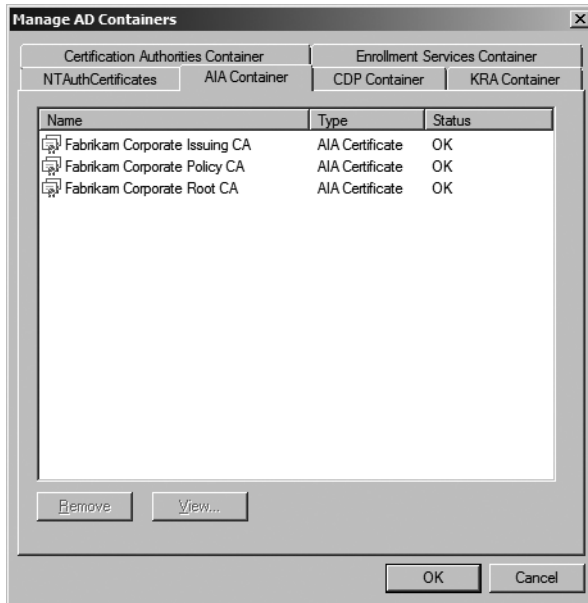 Manage AD Containers
Certification Authorities Container Enrollment Services Container
NTAuthCertificates AIA Container CDP Container KRA Container
Name Type Status
Fabrikam Corporate Issuing CA AIA Certificate OK
Fabrikam Corporate Policy CA AIA Certificate OK
Fabrikam Corporate Root CA AIA Certificate OK
Remove View...
OK Cancel